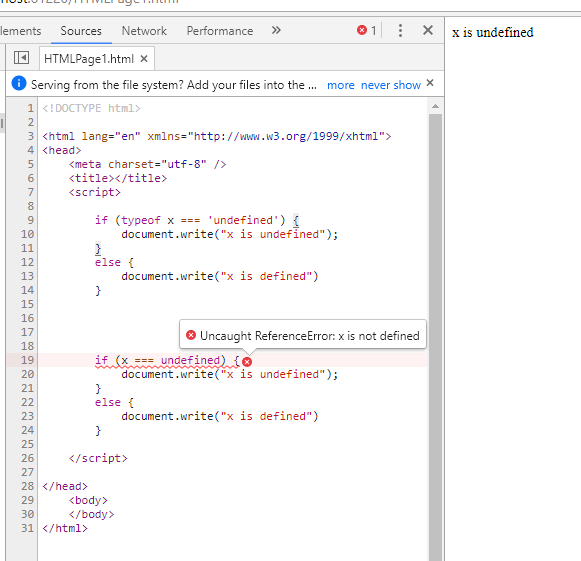 lements Sources Network Performance » 1
HTMLPage1.html ×
Serving from the file system? Add your files into the ... more never show ×
1 <!DOCTYPE html>
2
3 <html lang="en" xmlns="http://www.w3.org/1999/xhtml">
4 <head>
5 <meta charset="utf-8" />
6 <title></title>
7 <script>
8
9 if (typeof x === 'undefined') {
10 document.write("x is undefined");
11 }
12 else {
13 document.write("x is defined")
14 }
15
16
17
18
Uncaught ReferenceError: x is not defined
19 if (x === undefined) {
20 document.write("x is undefined");
21 }
22 else {
23 document.write("x is defined")
24 }
25
26 </script>
27
28 </head>
29 <body>
30 </body>
31 </html>
x is undefined